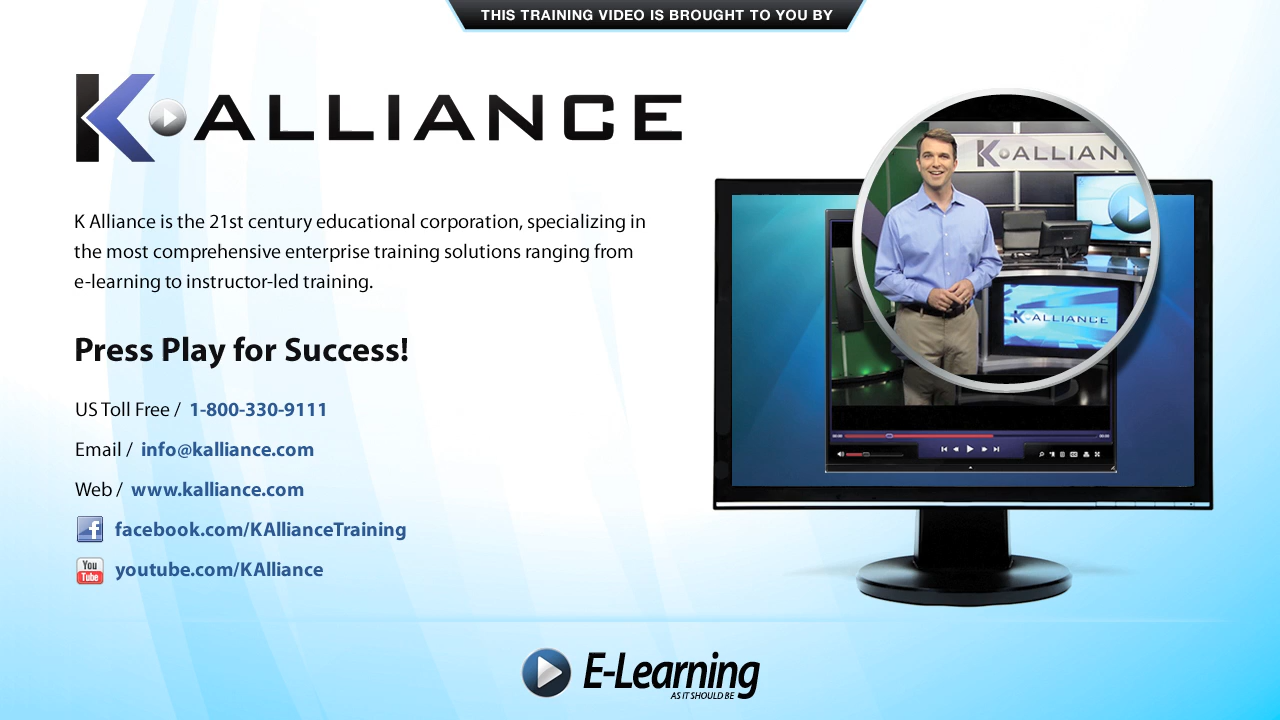 THIS TRAINING VIDEO IS BROUGHT TO YOU BY
K ALLIANCE
K Alliance is the 21st century educational corporation, specializing in
the most comprehensive enterprise training solutions ranging from
e-learning to instructor-led training.
Press Play for Success!
US Toll Free / 1-800-330-9111
Email / info@kalliance.com
Web / www.kalliance.com
facebook.com/KAllianceTraining
You
Tube
youtube.com/KAlliance
K ALLIAN
K ALLIANCE
E-Learning
AS IT SHOULD BE